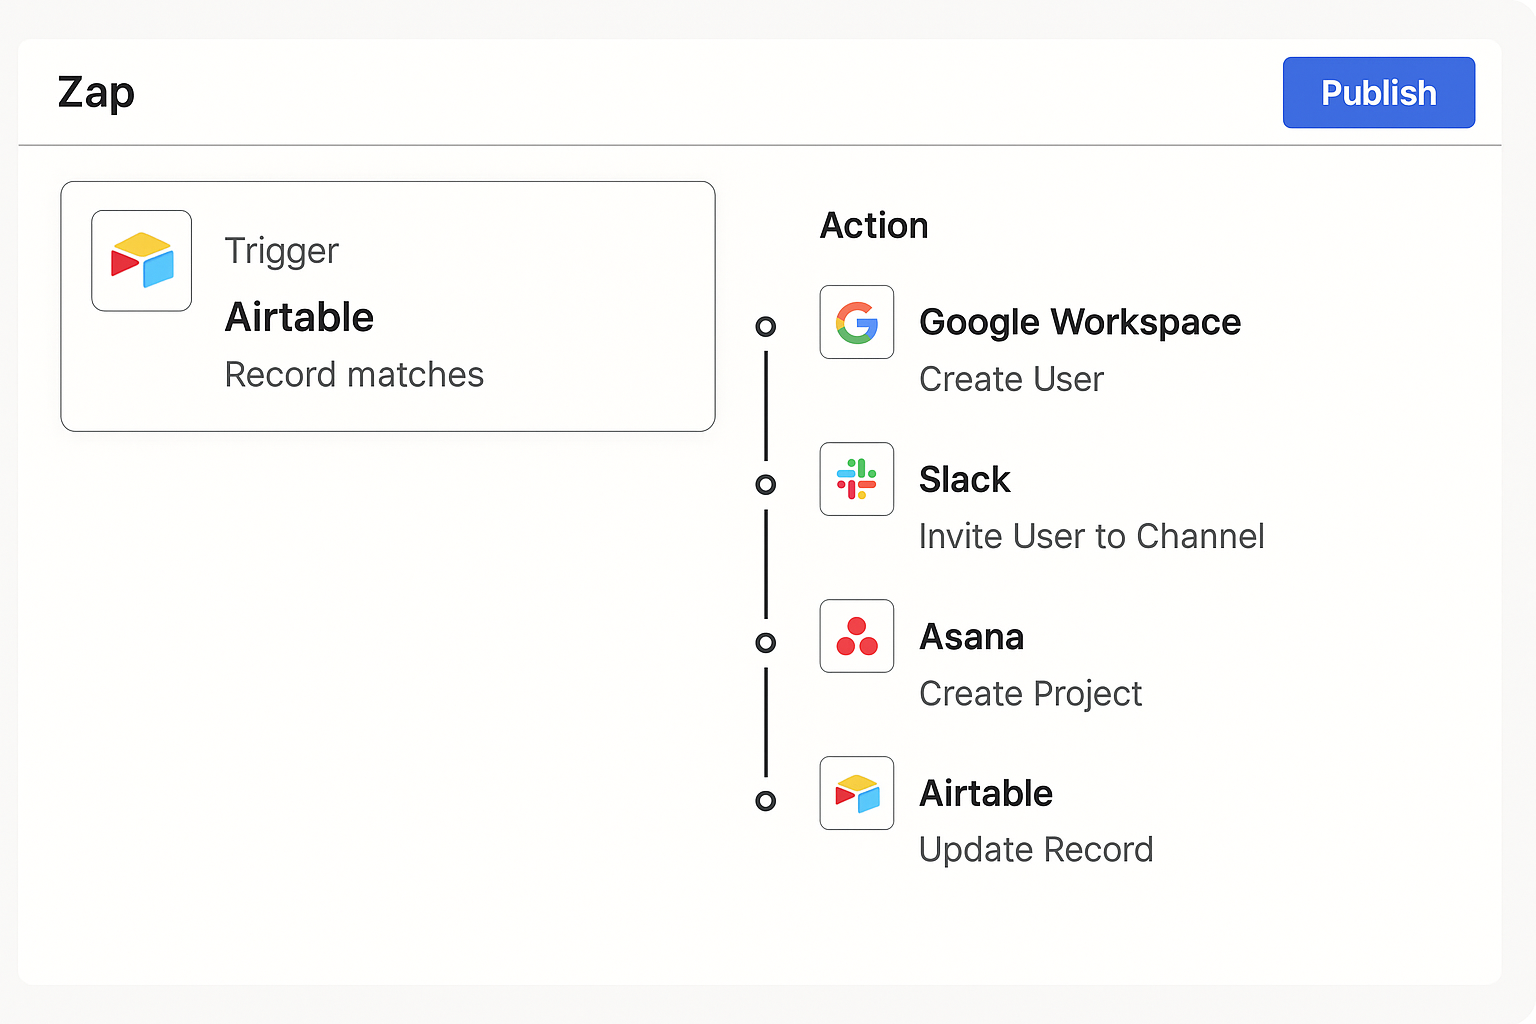 Zap
Publish
Trigger
Airtable
Record matches
Action
Google Workspace
Create User
Slack
Invite User to Channel
Asana
Create Project
Airtable
Update Record